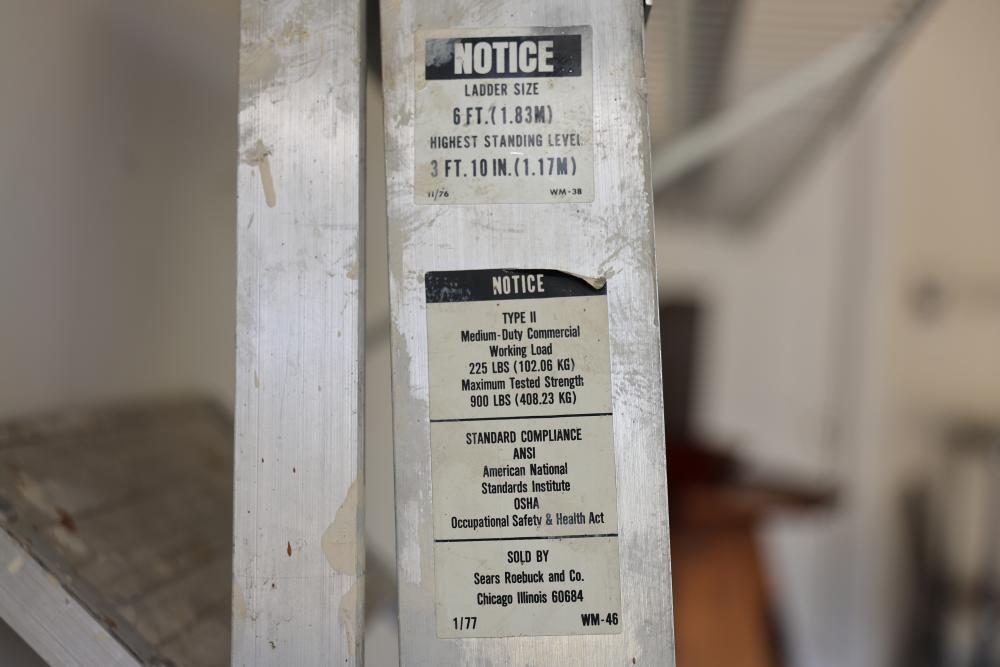 NOTICE
LADDER SIZE
6 FT.(1.83M)
HIGHEST STANDING LEVEL
3 FT. 10 IN.(1.17M)
11/76 WM-38
NOTICE
TYPE II
Medium-Duty Commercial
Working Load
225 LBS (102.06 KG)
Maximum Tested Strength
900 LBS (408.23 KG)
STANDARD COMPLIANCE
ANSI
American National
Standards Institute
OSHA
Occupational Safety & Health Act
SOLD BY
Sears Roebuck and Co.
Chicago Illinois 60684
1/77 WM-46